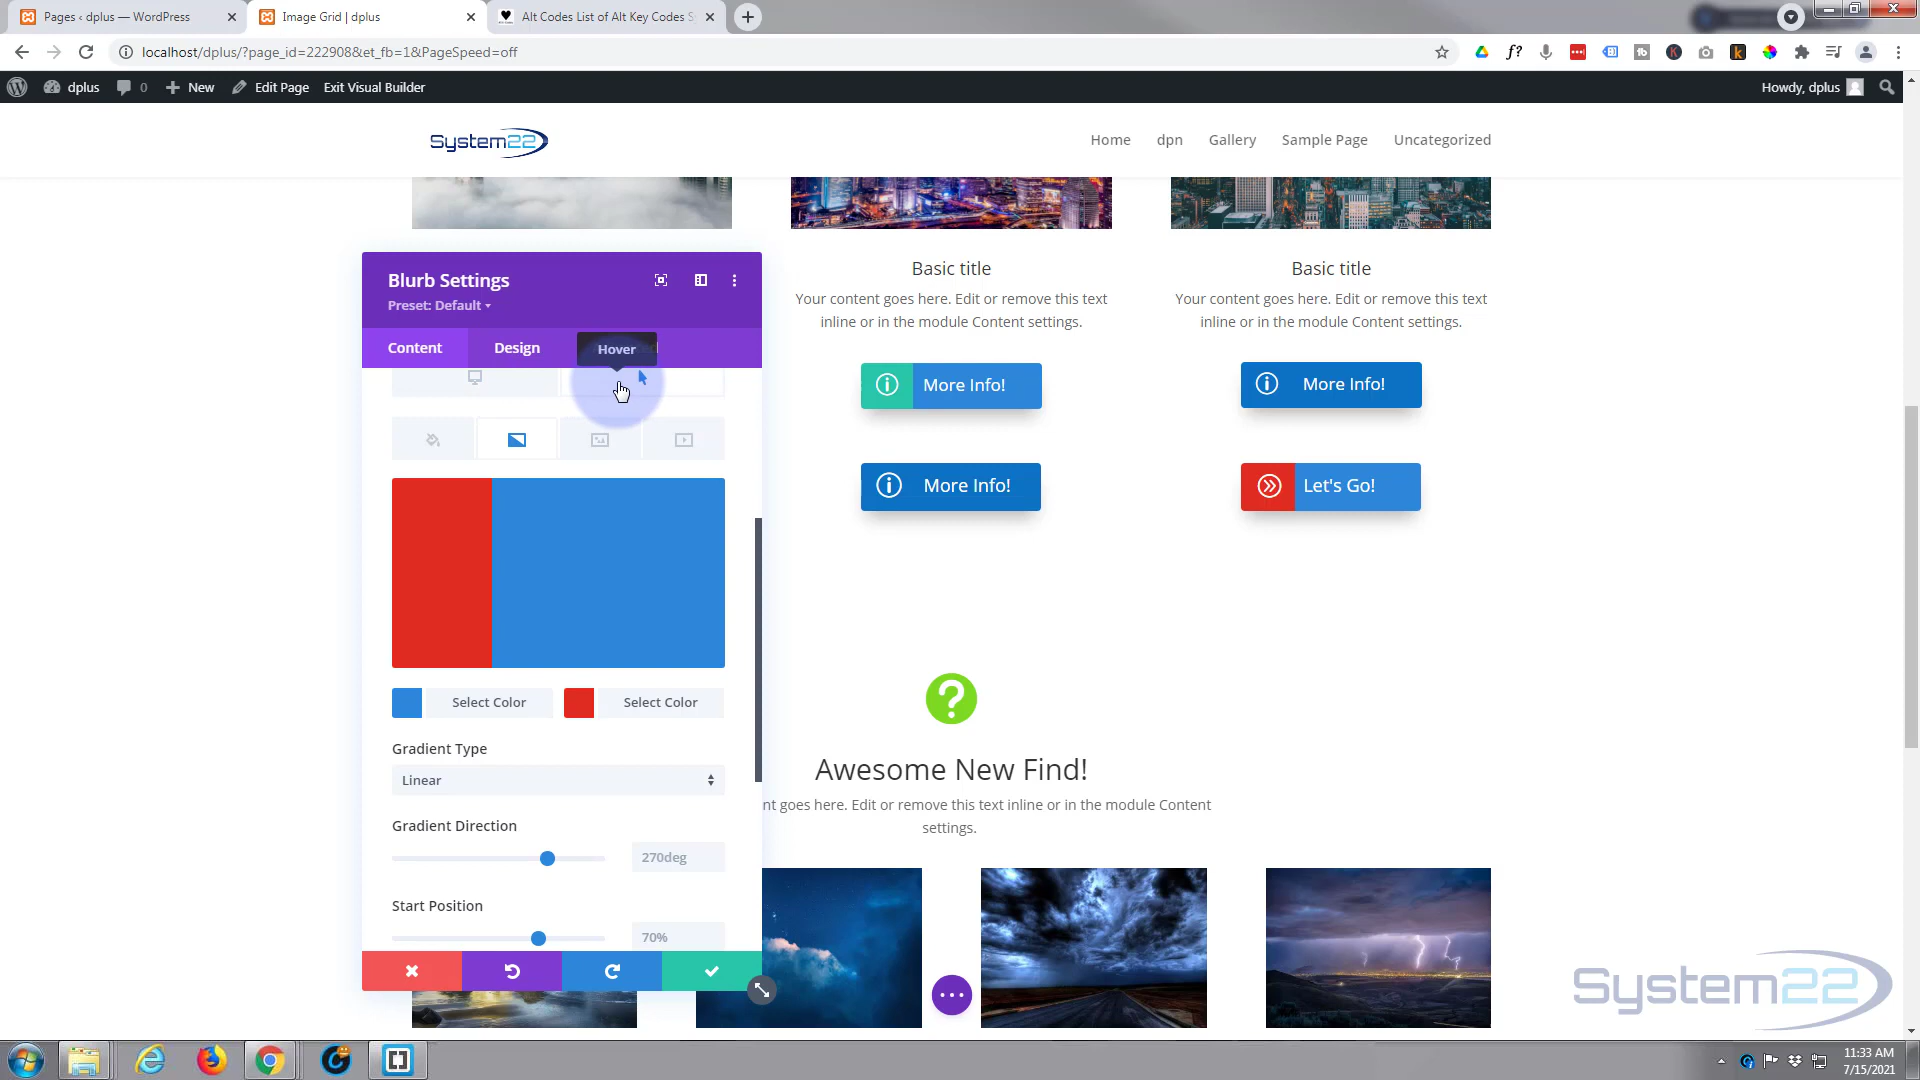 Pages ‹ dplus — WordPress
Image Grid | dplus
Alt Codes List of Alt Key Codes S
localhost/dplus/?page_id=222908&et_fb=1&PageSpeed=off
dplus
0
New
Edit Page
Exit Visual Builder
Howdy, dplus
System22
Home
dpn
Gallery
Sample Page
Uncategorized
Blurb Settings
Preset: Default
Content
Design
Hover
Basic title
Your content goes here. Edit or remove this text
inline or in the module Content settings.
More Info!
More Info!
Basic title
Your content goes here. Edit or remove this text
inline or in the module Content settings.
More Info!
Let's Go!
Select Color
Select Color
Gradient Type
Linear
Gradient Direction
270deg
Start Position
70%
Awesome New Find!
nt goes here. Edit or remove this text inline or in the module Content
settings.
System22
11:33 AM
7/15/2021